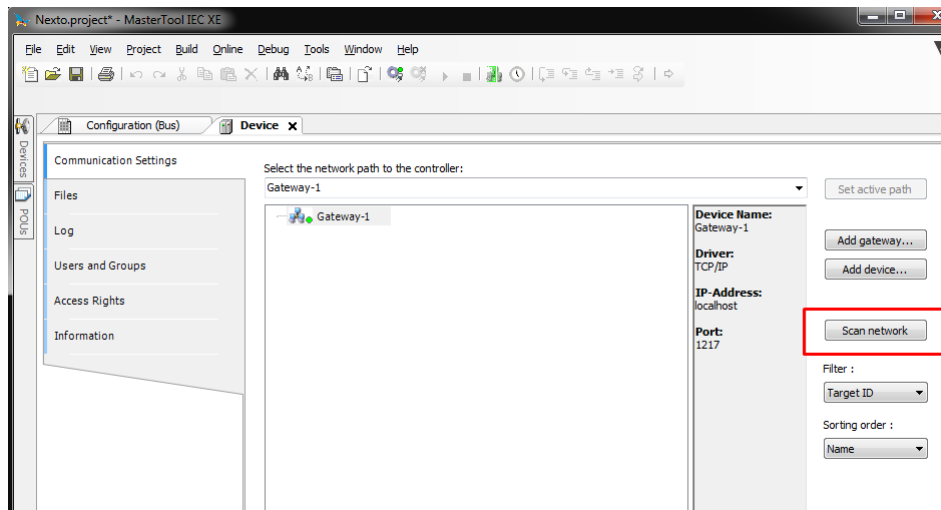 Nexto.project* - MasterTool IEC XE
File Edit View Project Build Online Debug Tools Window Help
Configuration (Bus) Device X
Devices
POUs
Communication Settings
Files
Log
Users and Groups
Access Rights
Information
Select the network path to the controller:
Gateway-1
Gateway-1
Device Name:
Gateway-1
Driver:
TCP/IP
IP-Address:
localhost
Port:
1217
Set active path
Add gateway...
Add device...
Scan network
Filter :
Target ID
Sorting order :
Name